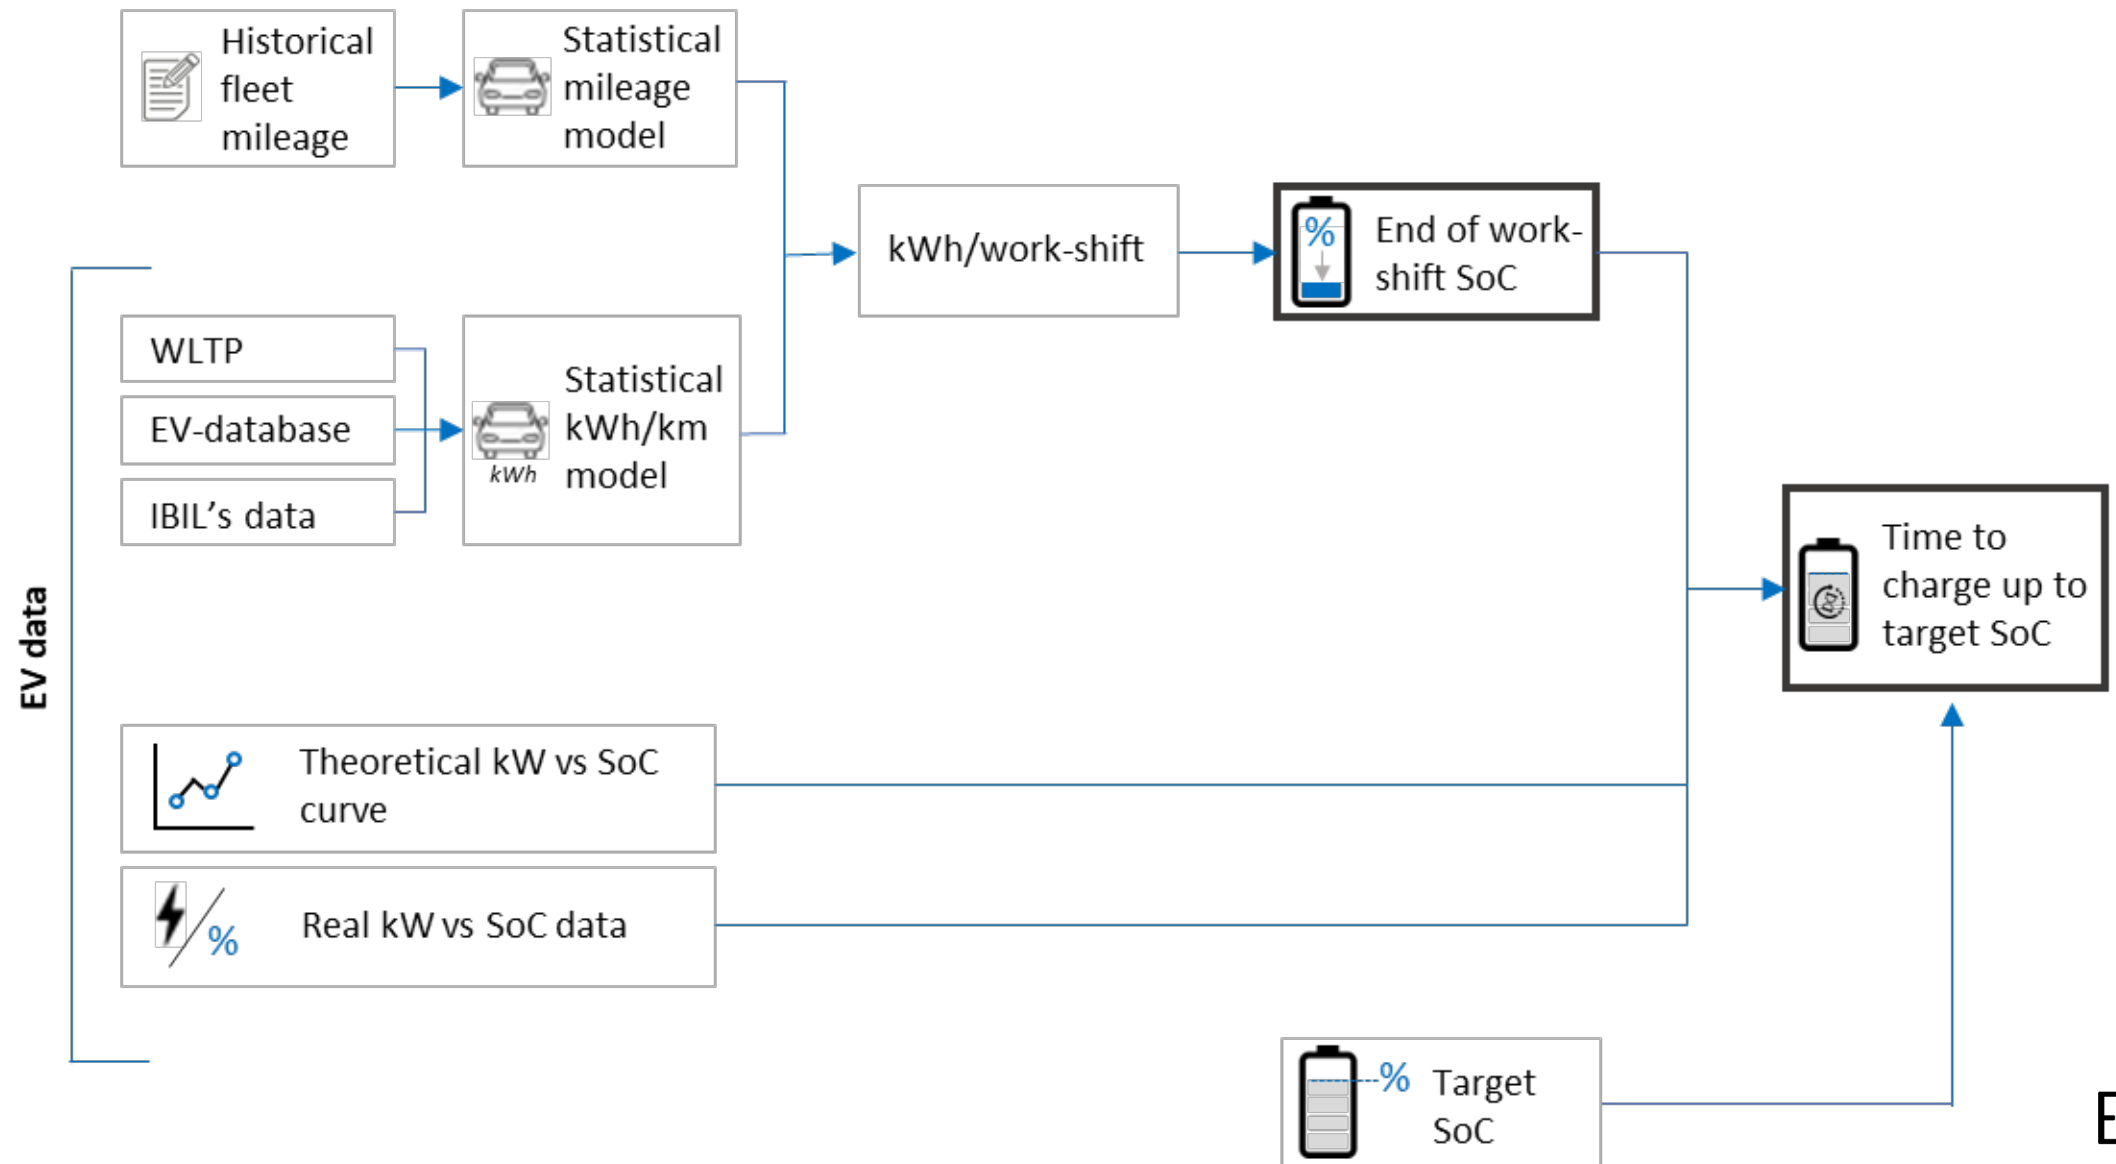 Historical
fleet
mileage
Statistical
mileage
model
kWh/work-shift
%
End of work-
shift SoC
WLTP
EV-database
IBIL’s data
kWh
Statistical
kWh/km
model
EV data
Time to
charge up to
target SoC
Theoretical kW vs SoC
curve
%
Real kW vs SoC data
%
Target
SoC
E